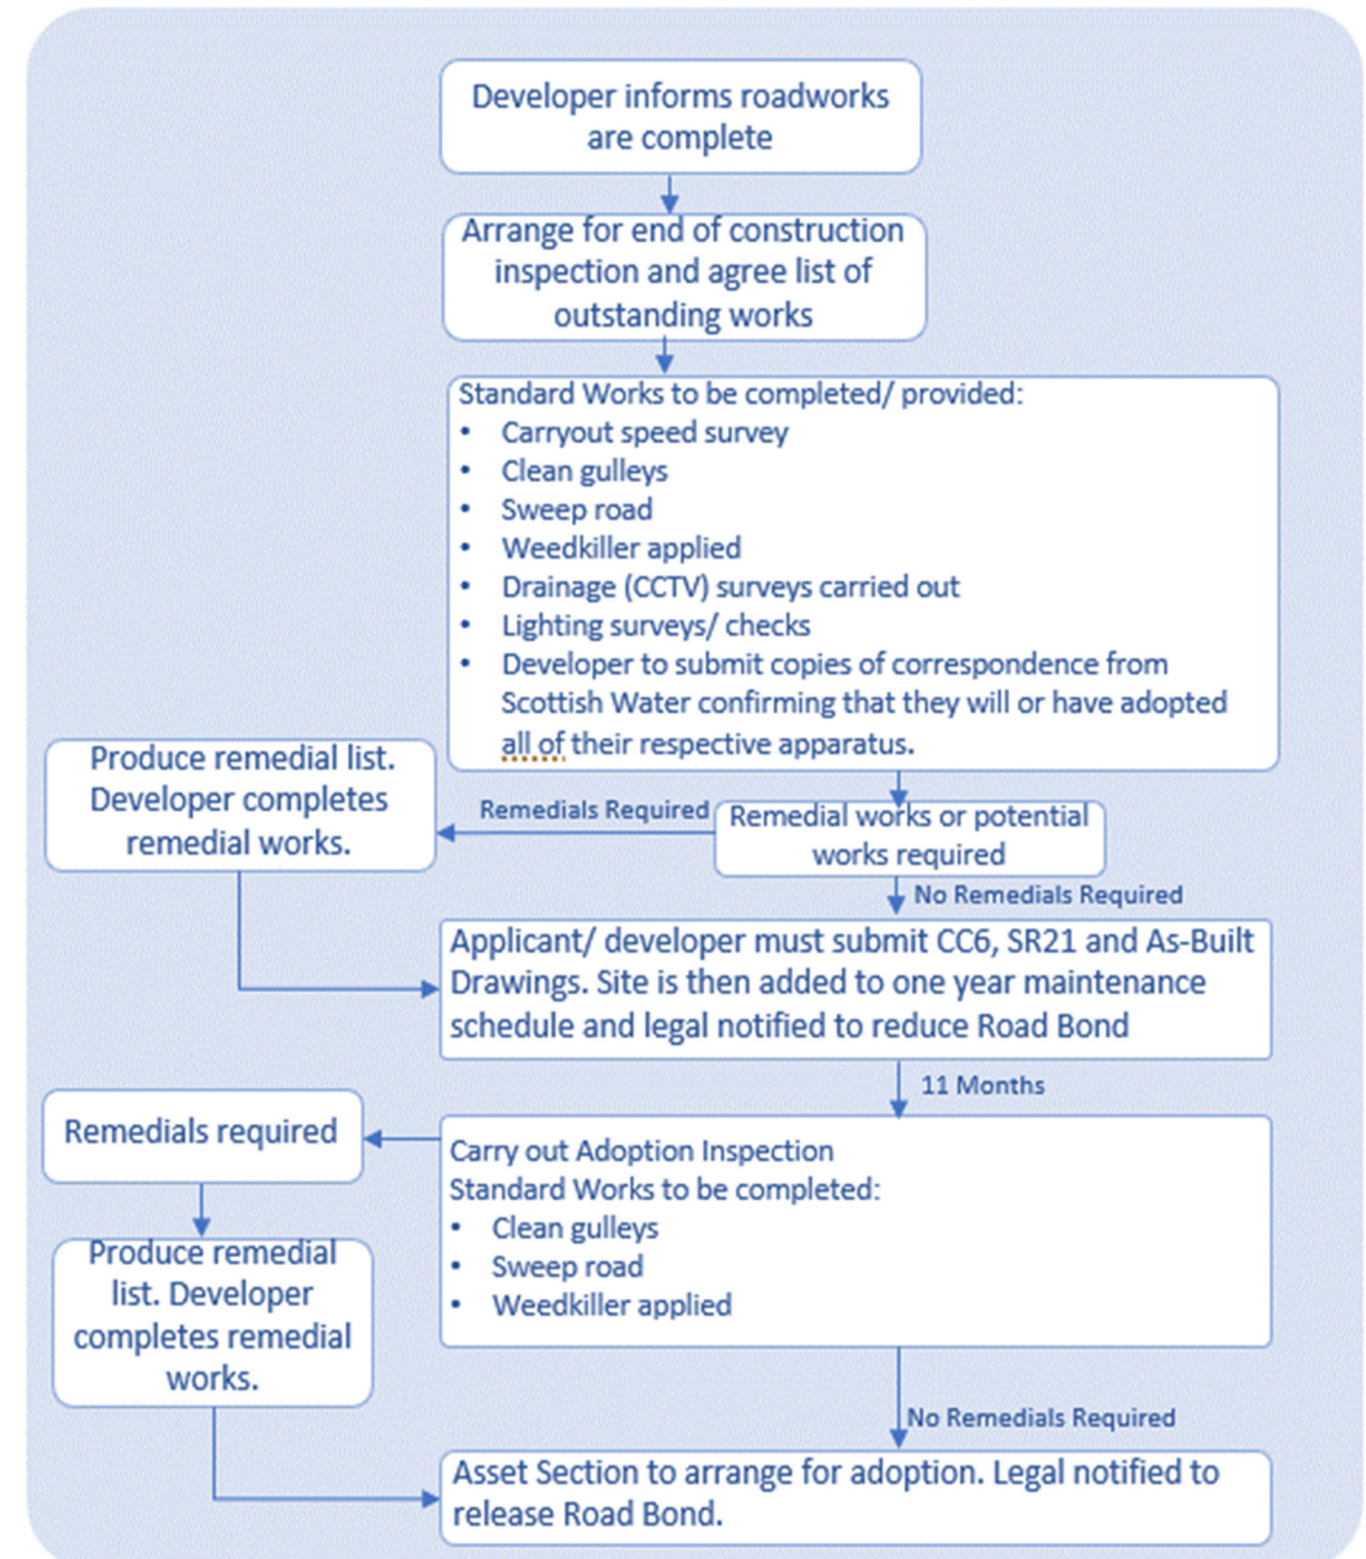 Developer informs roadworks
are complete
Arrange for end of construction
inspection and agree list of
outstanding works
Standard Works to be completed/ provided:
• Carryout speed survey
• Clean gulleys
• Sweep road
• Weedkiller applied
• Drainage (CCTV) surveys carried out
• Lighting surveys/ checks
• Developer to submit copies of correspondence from
Scottish Water confirming that they will or have adopted
all of their respective apparatus.
Remedial works or potential
works required
Remedials Required
Produce remedial list.
Developer completes
remedial works.
No Remedials Required
Applicant/ developer must submit CC6, SR21 and As-Built
Drawings. Site is then added to one year maintenance
schedule and legal notified to reduce Road Bond
11 Months
Carry out Adoption Inspection
Standard Works to be completed:
• Clean gulleys
• Sweep road
• Weedkiller applied
Remedials required
Produce remedial
list. Developer
completes remedial
works.
No Remedials Required
Asset Section to arrange for adoption. Legal notified to
release Road Bond.